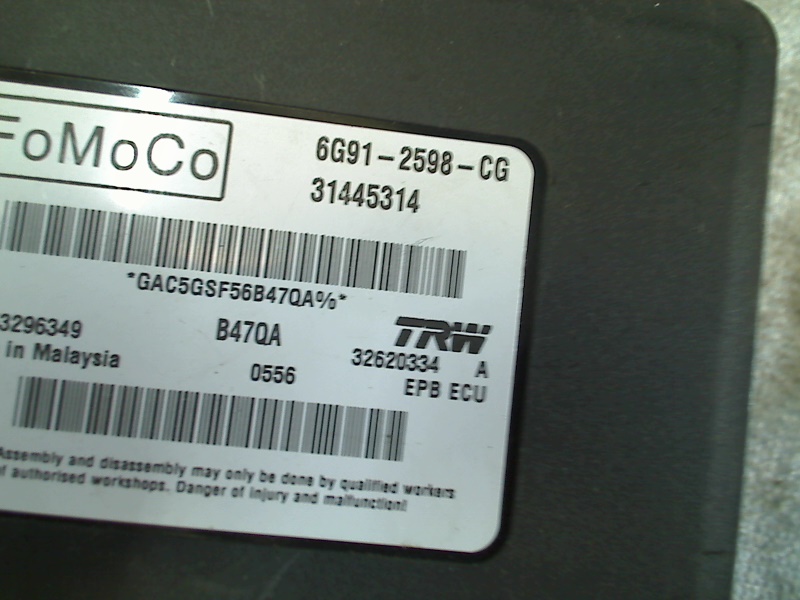 FoMoCo
6G91-2598-CG
31445314
*GAC5GSF56B47QA%*
3296349 B47QA TRW
in Malaysia 0556 32620334 A
EPB ECU
Assembly and disassembly may only be done by qualified workers
of authorised workshops. Danger of injury and malfunction!